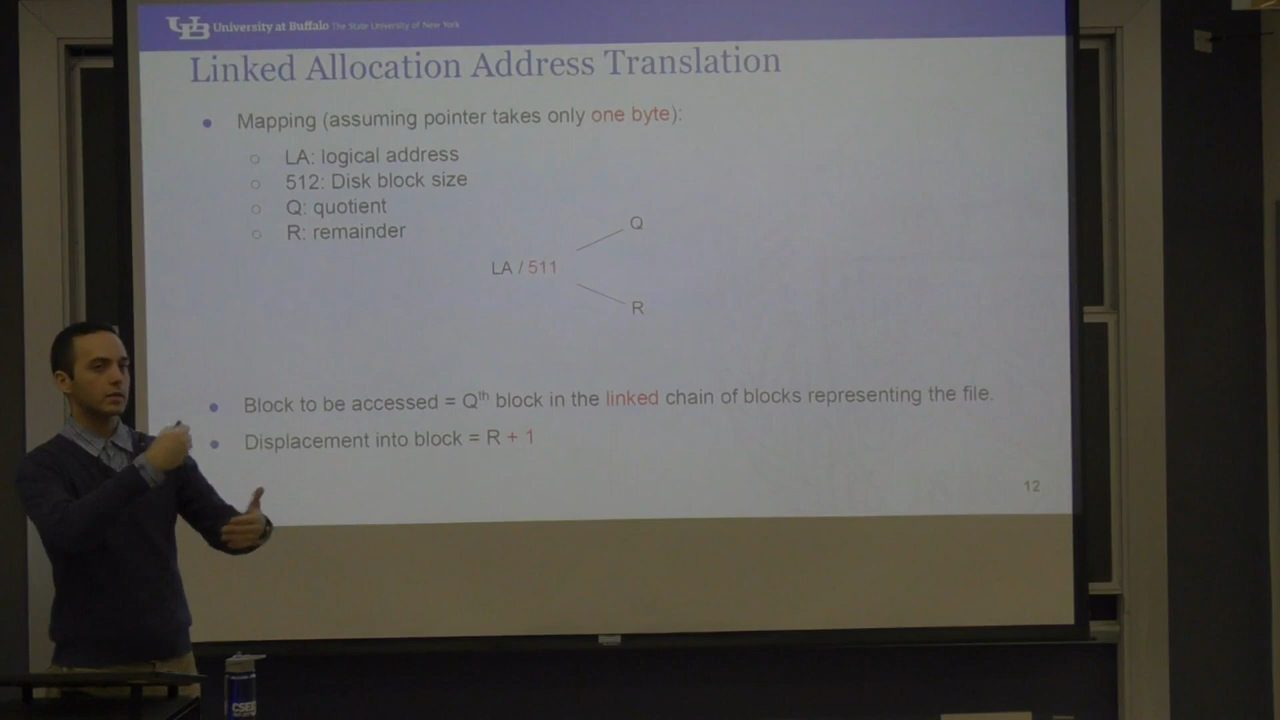 UB University at Buffalo The State University of New York
Linked Allocation Address Translation
● Mapping (assuming pointer takes only one byte):
○ LA: logical address
○ 512: Disk block size
○ Q: quotient
○ R: remainder
Q
LA / 511
R
● Block to be accessed = Qth block in the linked chain of blocks representing the file.
● Displacement into block = R + 1
12
CSE